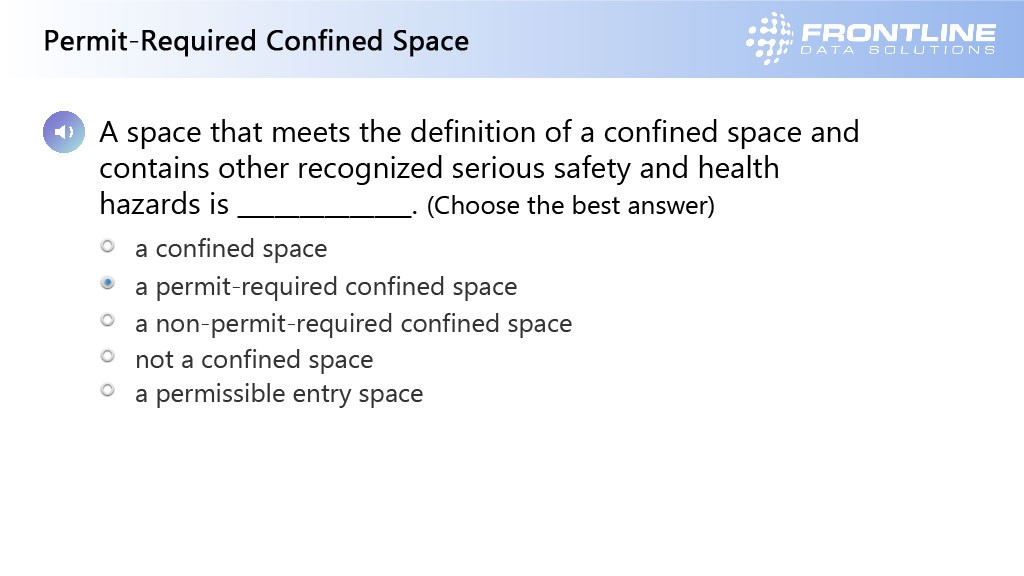 Permit-Required Confined Space
FRONTLINE
DATA SOLUTIONS
A space that meets the definition of a confined space and
contains other recognized serious safety and health
hazards is ______________. (Choose the best answer)
a confined space
a permit-required confined space
a non-permit-required confined space
not a confined space
a permissible entry space